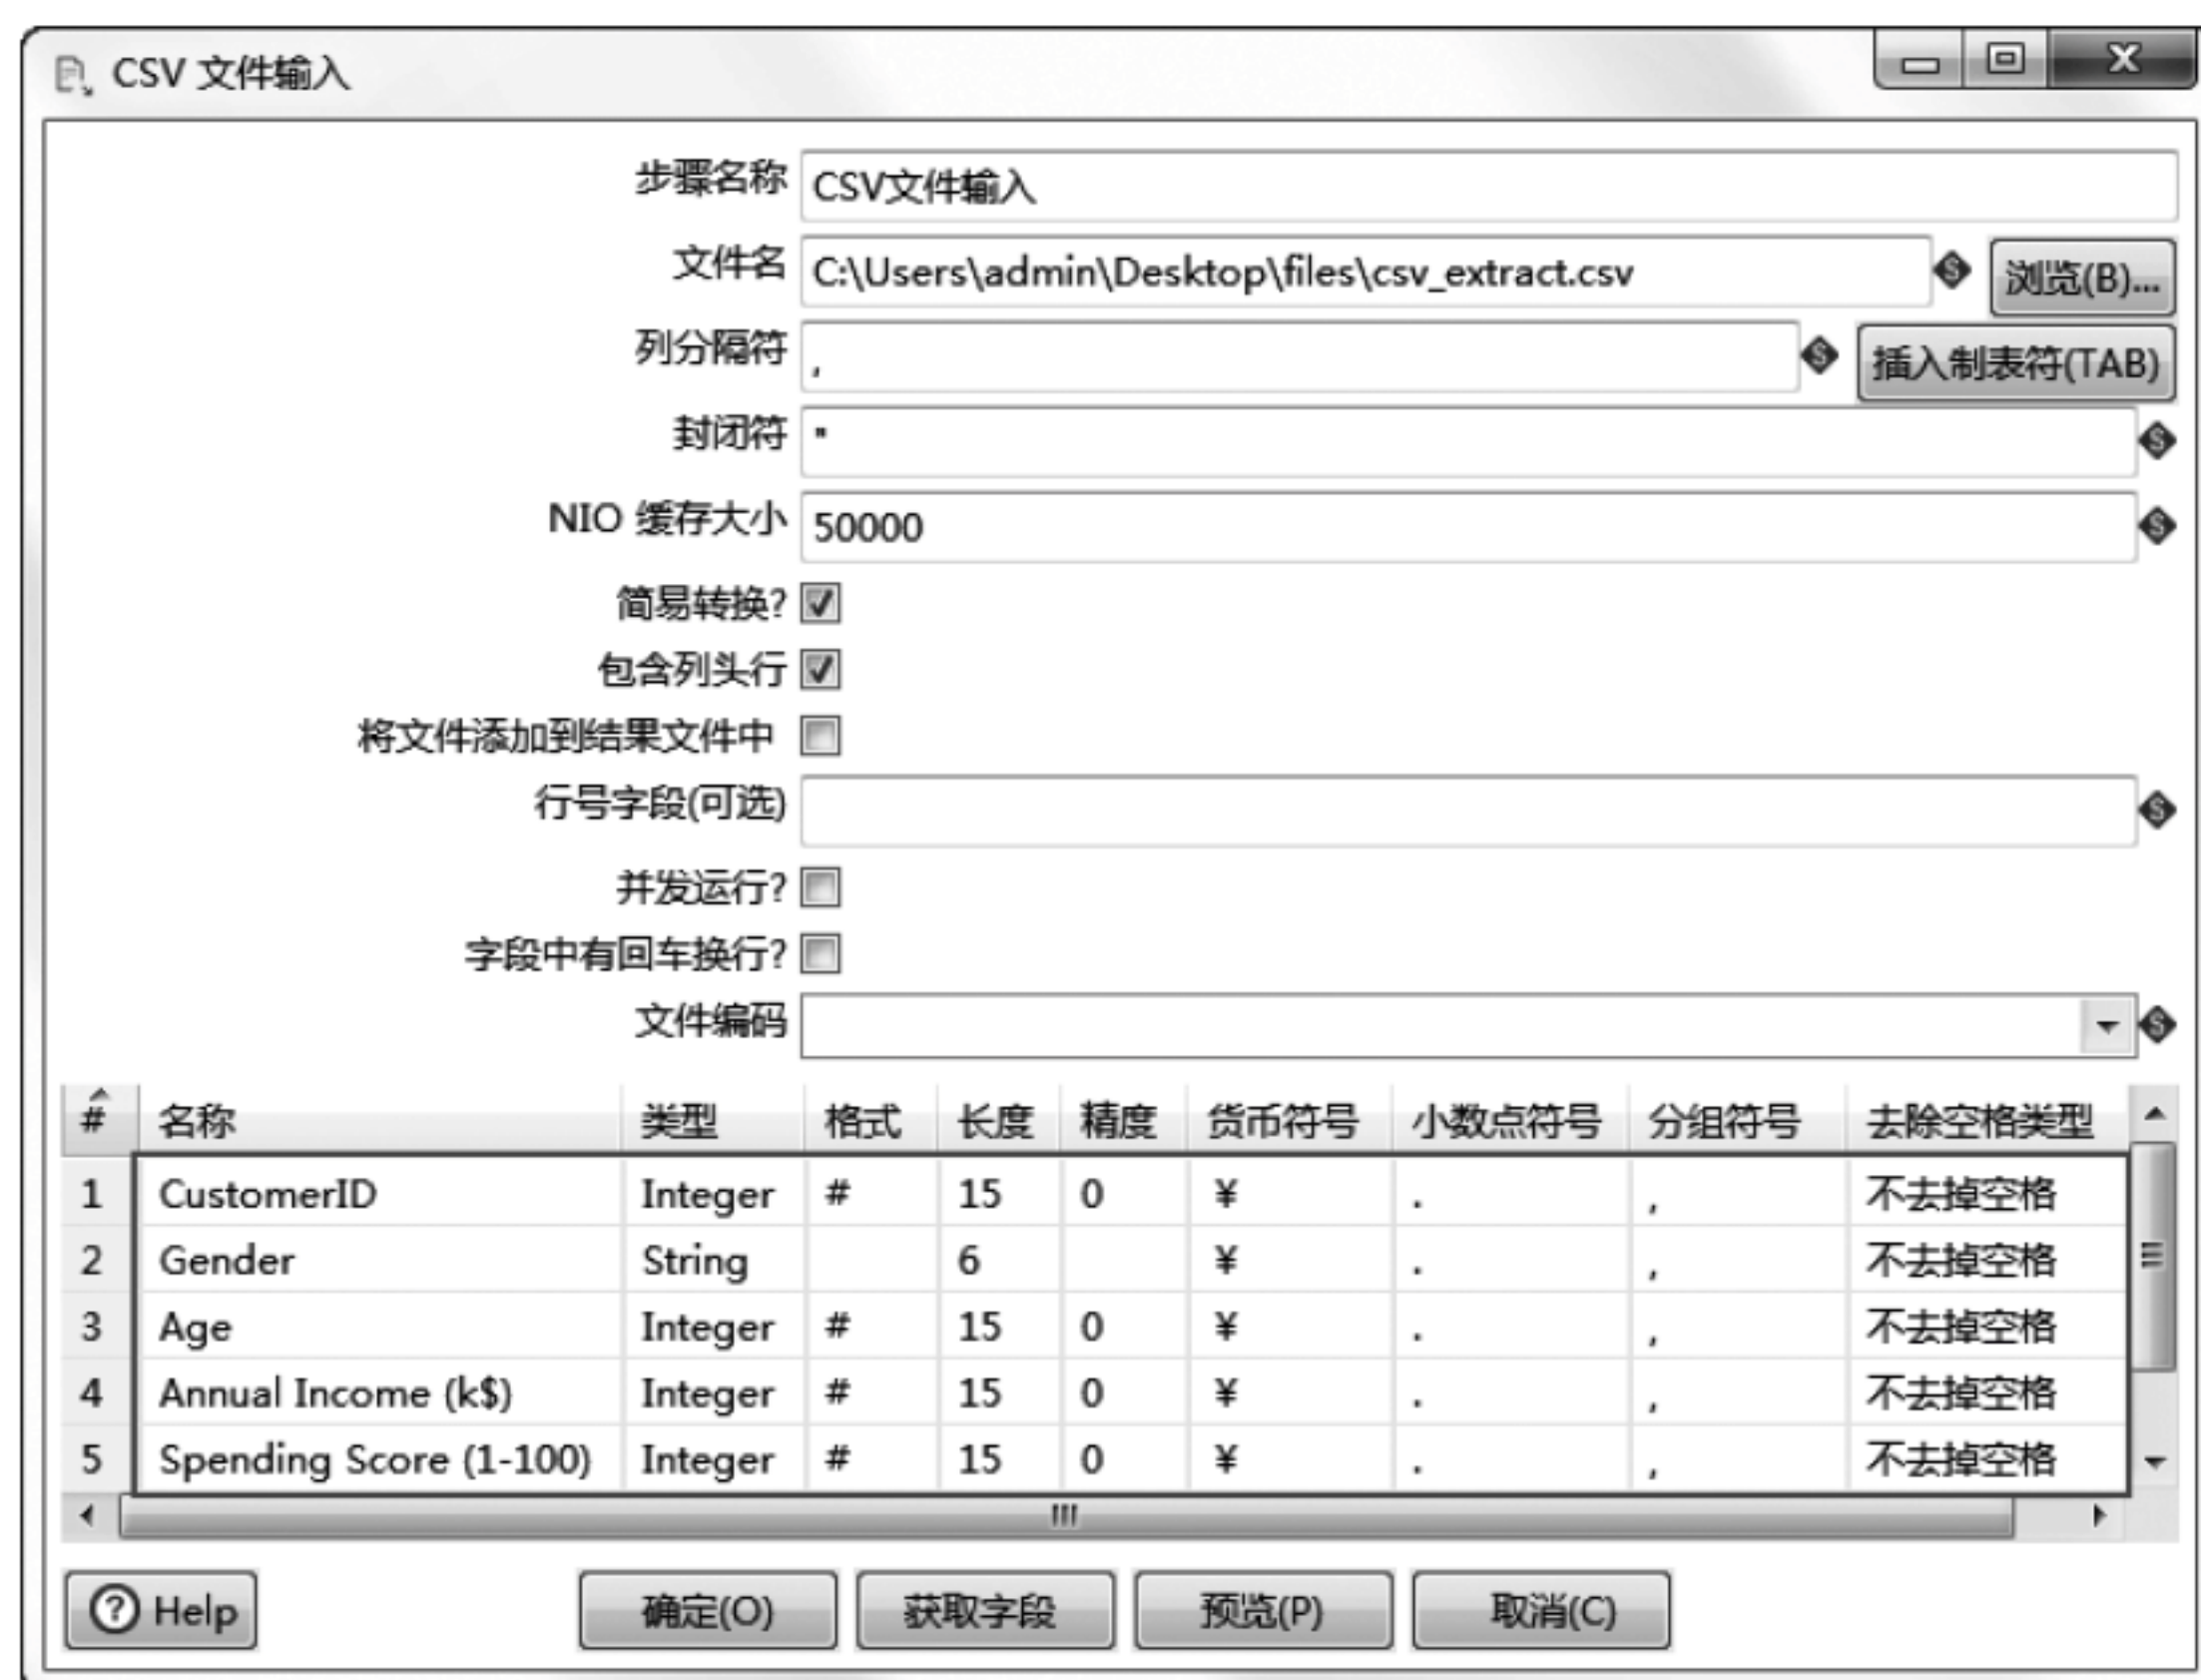 CSV 文件输入
步骤名称 CSV文件输入
文件名 C:\Users\admin\Desktop\files\csv_extract.csv 浏览(B)...
列分隔符 , 插入制表符(TAB)
封闭符 "
NIO 缓存大小 50000
简易转换?
包含列头行
将文件添加到结果文件中
行号字段(可选)
并发运行?
字段中有回车换行?
文件编码
# 名称 类型 格式 长度 精度 货币符号 小数点符号 分组符号 去除空格类型
1 CustomerID Integer # 15 0 ¥ . , 不去掉空格
2 Gender String 6 ¥ . , 不去掉空格
3 Age Integer # 15 0 ¥ . , 不去掉空格
4 Annual Income (k$) Integer # 15 0 ¥ . , 不去掉空格
5 Spending Score (1-100) Integer # 15 0 ¥ . , 不去掉空格
Help 确定(O) 获取字段 预览(P) 取消(C)